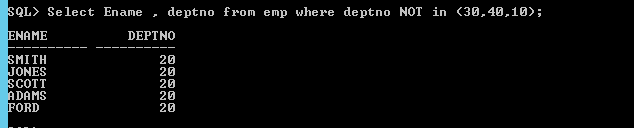 SQL> Select Ename , deptno from emp where deptno NOT in (30,40,10);
ENAME DEPTNO
---------- ----------
SMITH 20
JONES 20
SCOTT 20
ADAMS 20
FORD 20